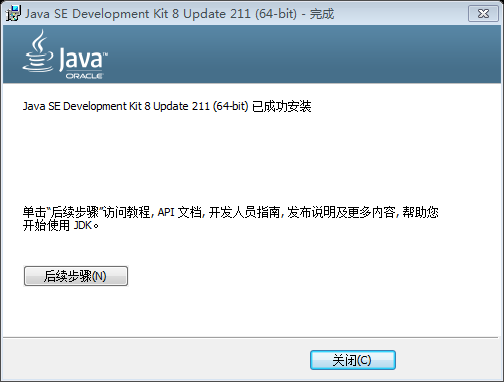 Java SE Development Kit 8 Update 211 (64-bit) - 完成
Java™
ORACLE
Java SE Development Kit 8 Update 211 (64-bit) 已成功安装
单击“后续步骤”访问教程, API 文档, 开发人员指南, 发布说明及更多内容, 帮助您
开始使用 JDK。
后续步骤(N)
关闭(C)